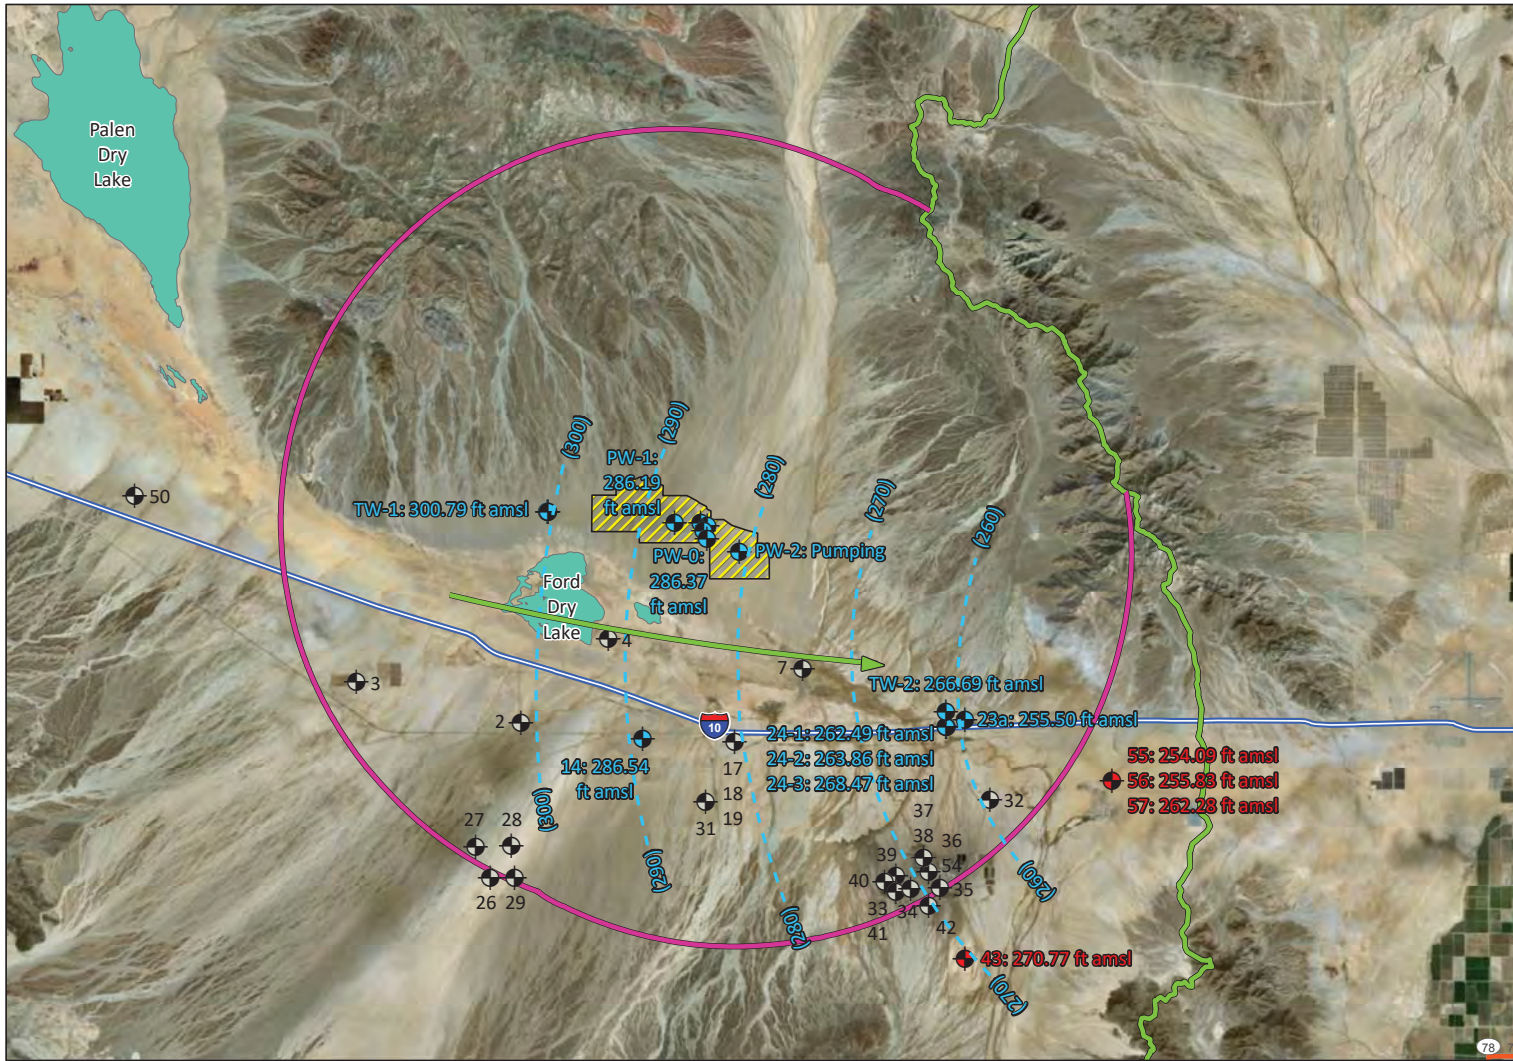 Palen
Dry
Lake
(300)
(290)
(280)
(270)
(260)
PW-1:
286.19
ft amsl
50
TW-1: 300.79 ft amsl
PW-2: Pumping
PW-0:
286.37
ft amsl
Ford
Dry
Lake
4
7
3
TW-2: 266.69 ft amsl
2
10
23a: 255.50 ft amsl
24-1: 262.49 ft amsl
24-2: 263.86 ft amsl
24-3: 268.47 ft amsl
14: 286.54
ft amsl
17
18
19
31
55: 254.09 ft amsl
56: 255.83 ft amsl
57: 262.28 ft amsl
32
(300)
27
28
37
38
36
39
54
(290)
40
35
(260)
26
29
33
34
41
42
(280)
43: 270.77 ft amsl
(270)
78